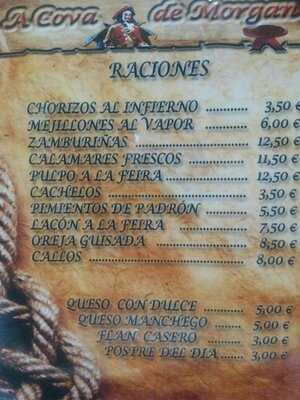 A Cova de Morgan
RACIONES
CHORIZOS AL INFIERNO ........... 3,50 €
MEJILLONES AL VAPOR ........... 6,00 €
ZAMBURIÑAS ........... 12,50 €
CALAMARES FRESCOS ........... 11,50 €
PULPO A LA FEIRA ........... 12,50 €
CACHELOS ........... 3,50 €
PIMIENTOS DE PADRÓN ........... 5,50 €
LACÓN A LA FEIRA ........... 7,50 €
OREJA GUISADA ........... 8,50 €
CALLOS ........... 8,00 €
QUESO CON DULCE ........... 5,00 €
QUESO MANCHEGO ........... 5,00 €
FLAN CASERO ........... 3,00 €
POSTRE DEL DIA ........... 3,00 €